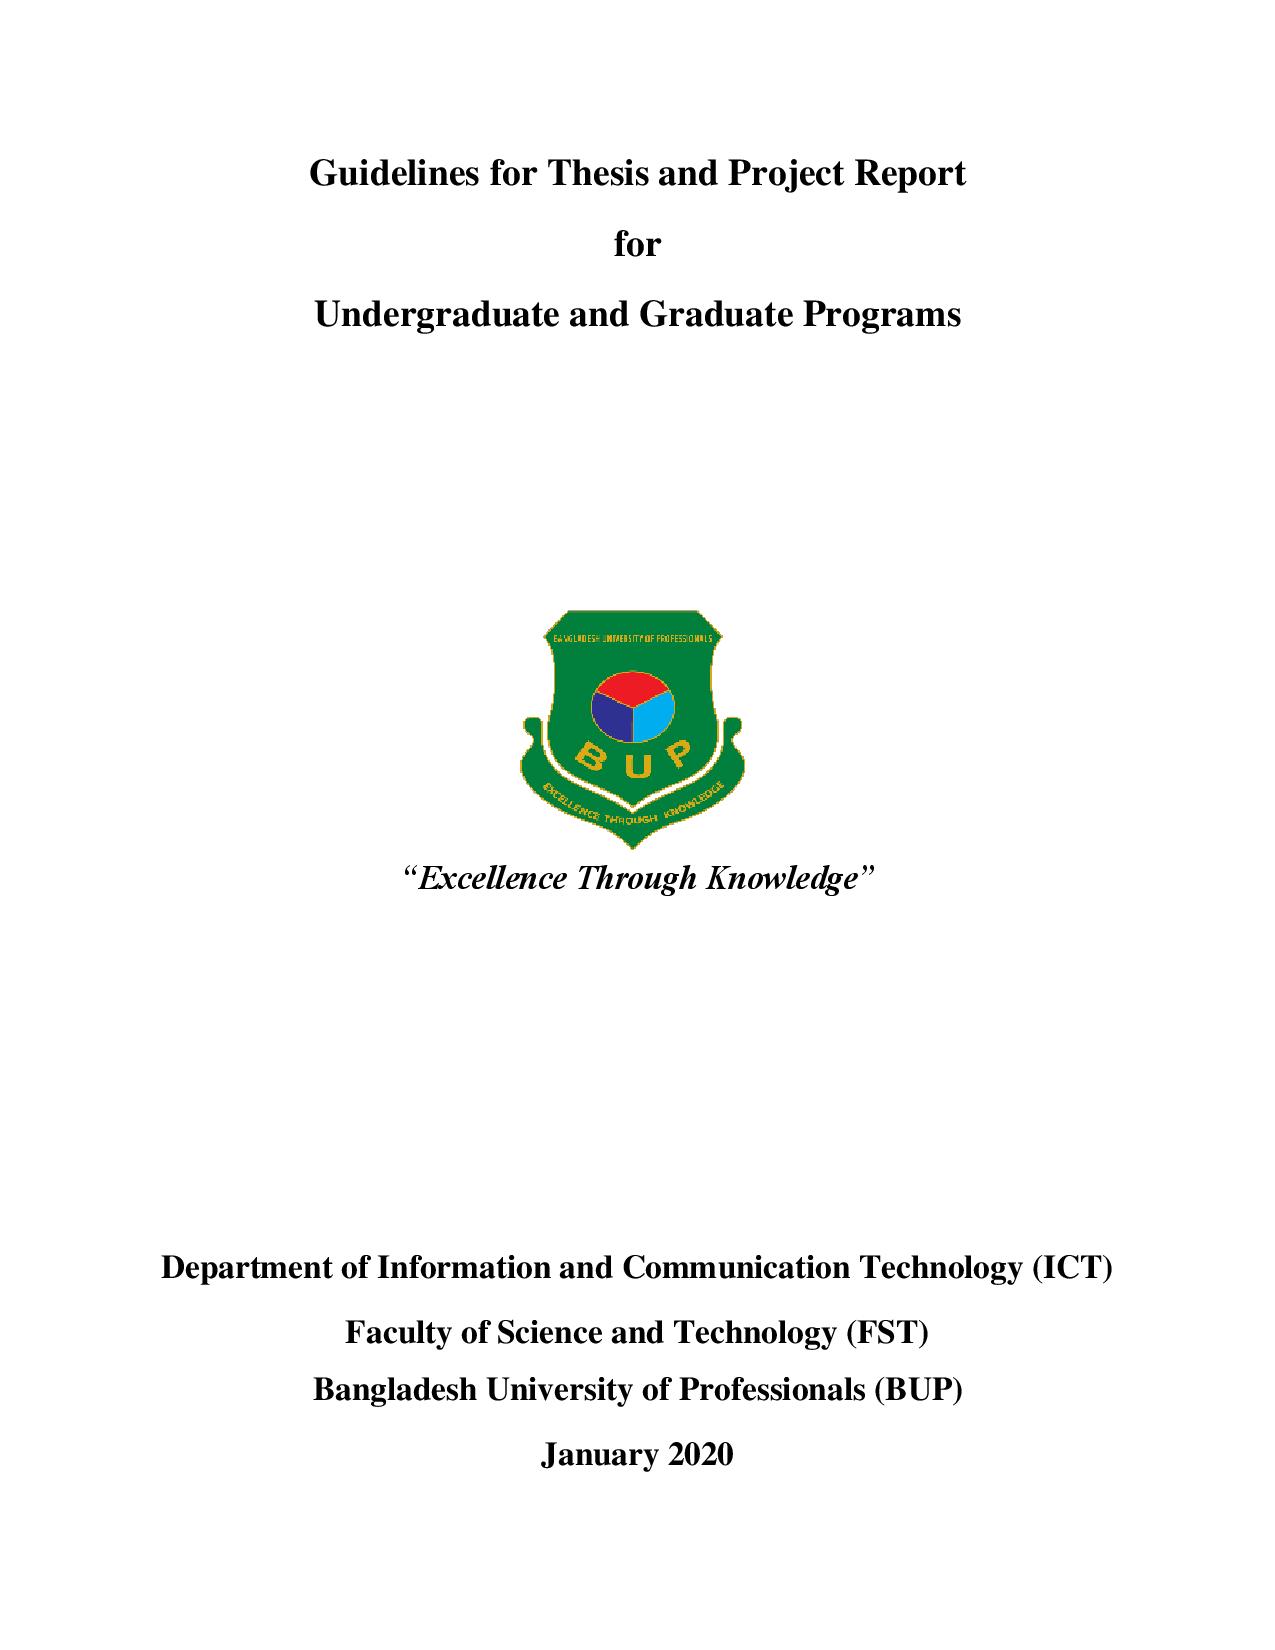 Guidelines for Thesis and Project Report
for
Undergraduate and Graduate Programs
BANGLADESH UNIVERSITY OF PROFESSIONALS
B U P
EXCELLENCE THROUGH KNOWLEDGE
“Excellence Through Knowledge”
Department of Information and Communication Technology (ICT)
Faculty of Science and Technology (FST)
Bangladesh University of Professionals (BUP)
January 2020